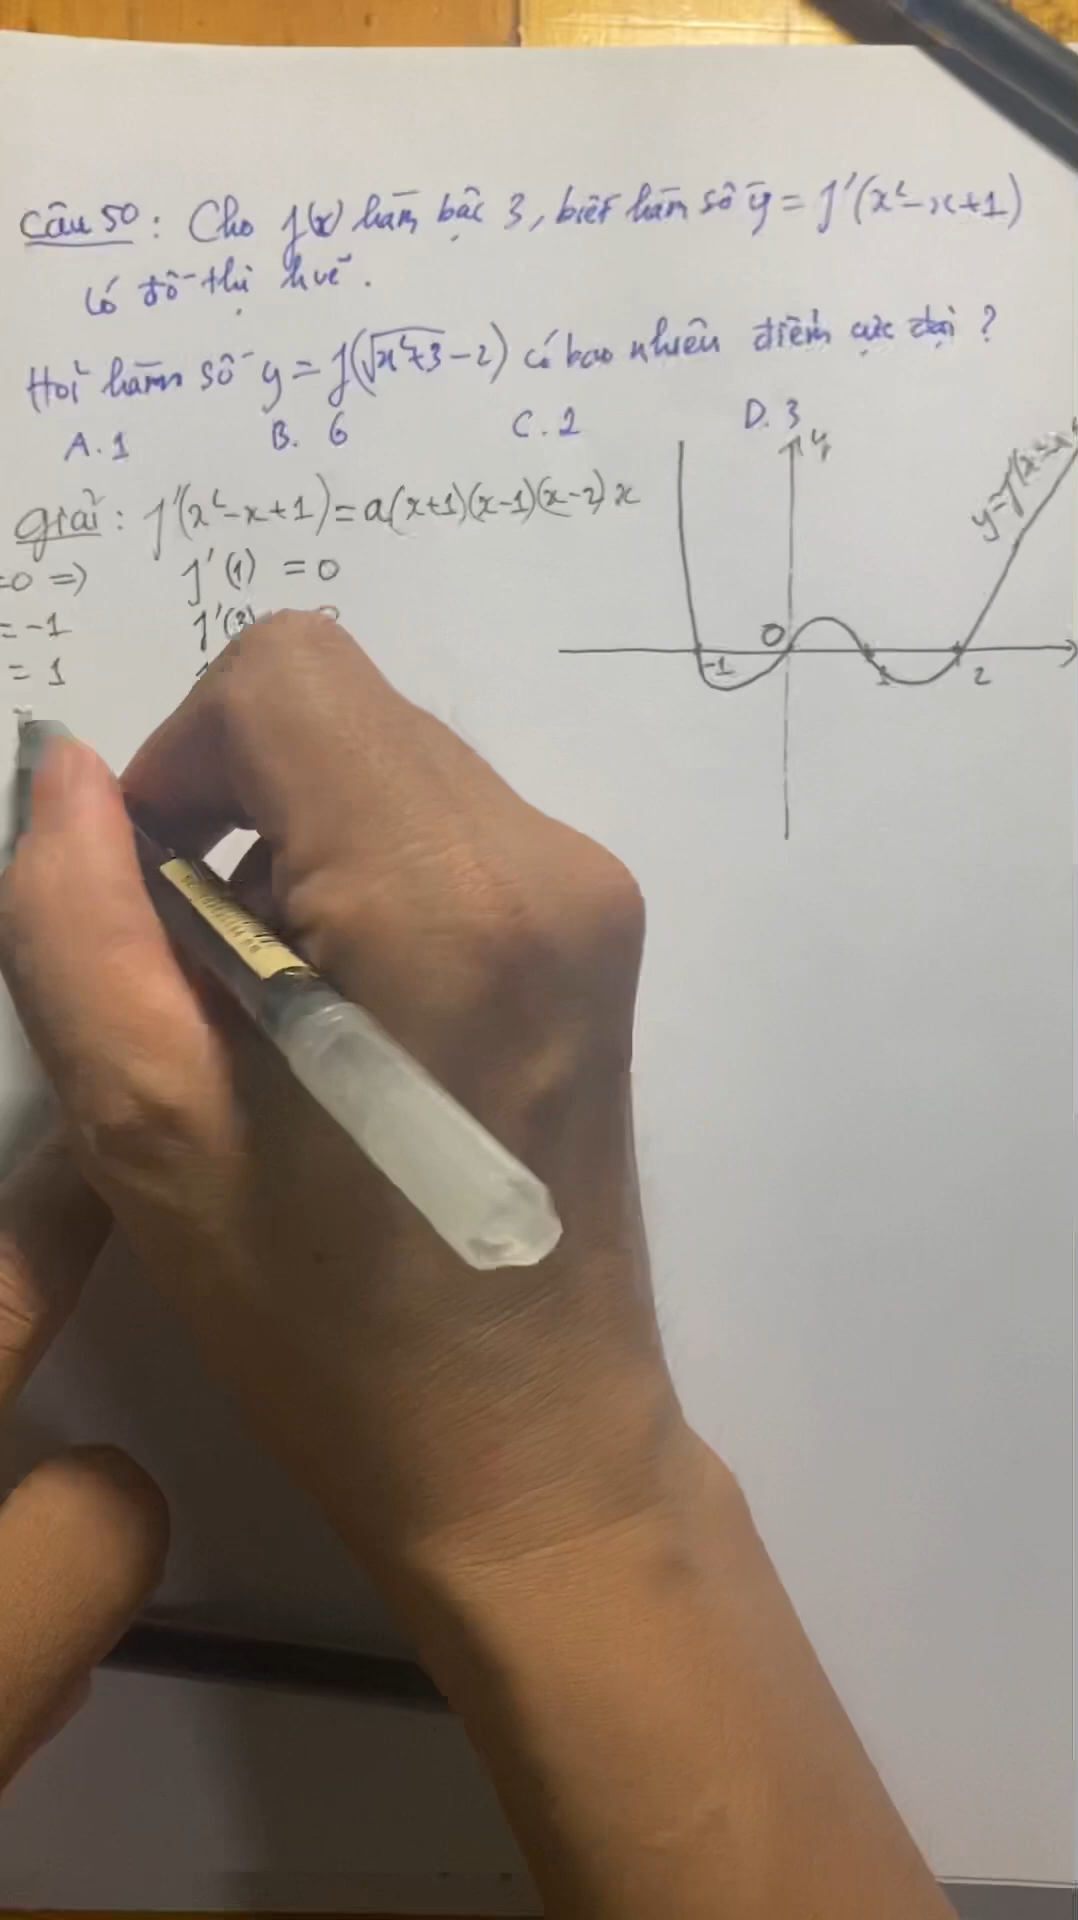 Câu 50: Cho f(x) hàm bậc 3, biết hàm số y = f'(x²-x+1)
có đồ thị
Hỏi hàm số y = f(√x²+3 - 2) có bao nhiêu điểm cực đại ?
A. 1 B. 6 C. 2 D. 3
giải: f'(x²-x+1) = a(x+1)(x-1)(x-2)x
=0 => f'(1) = 0
= -1 f'(3)
= 1
y
y=f'(x²-x
0
-1 1 2